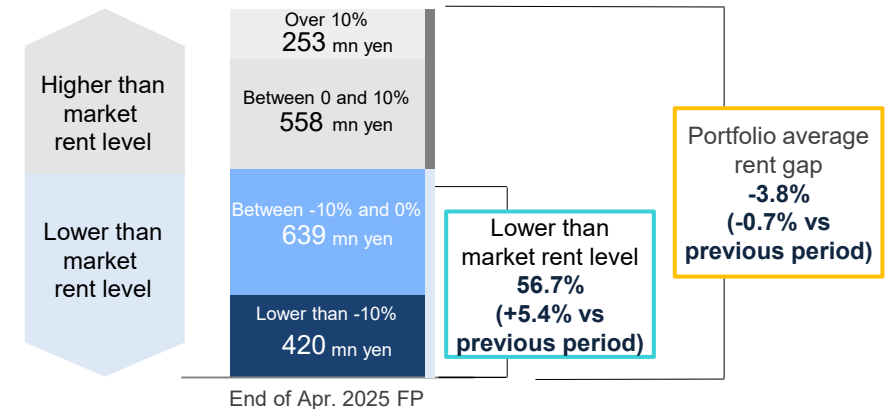 Higher than
market
rent level
Lower than
market
rent level
Over 10%
253 mn yen
Between 0 and 10%
558 mn yen
Between -10% and 0%
639 mn yen
Lower than -10%
420 mn yen
End of Apr. 2025 FP
Lower than
market rent level
56.7%
(+5.4% vs
previous period)
Portfolio average
rent gap
-3.8%
(-0.7% vs
previous period)